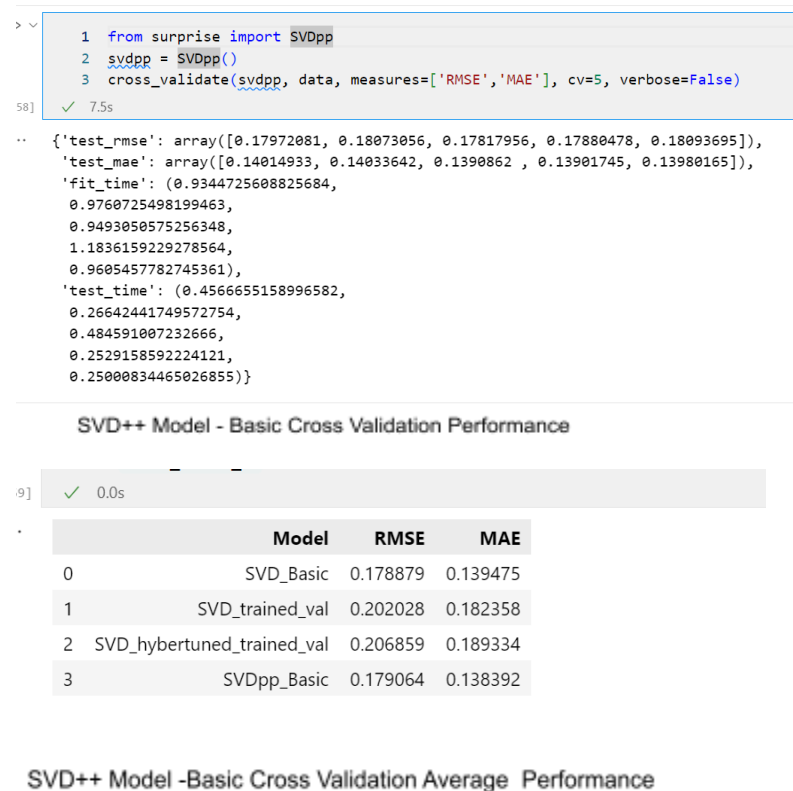 1 from surprise import SVDpp
2 svdpp = SVDpp()
3 cross_validate(svdpp, data, measures=['RMSE','MAE'], cv=5, verbose=False)
58] ✓ 7.5s
.. {'test_rmse': array([0.17972081, 0.18073056, 0.17817956, 0.17880478, 0.18093695]),
'test_mae': array([0.14014933, 0.14033642, 0.1390862 , 0.13901745, 0.13980165]),
'fit_time': (0.9344725608825684,
0.9760725498199463,
0.9493050575256348,
1.1836159229278564,
0.9605457782745361),
'test_time': (0.4566655158996582,
0.26642441749572754,
0.484591007232666,
0.2529158592224121,
0.25000834465026855)}
SVD++ Model - Basic Cross Validation Performance
9] ✓ 0.0s
Model RMSE MAE
0 SVD_Basic 0.178879 0.139475
1 SVD_trained_val 0.202028 0.182358
2 SVD_hybertuned_trained_val 0.206859 0.189334
3 SVDpp_Basic 0.179064 0.138392
SVD++ Model -Basic Cross Validation Average Performance